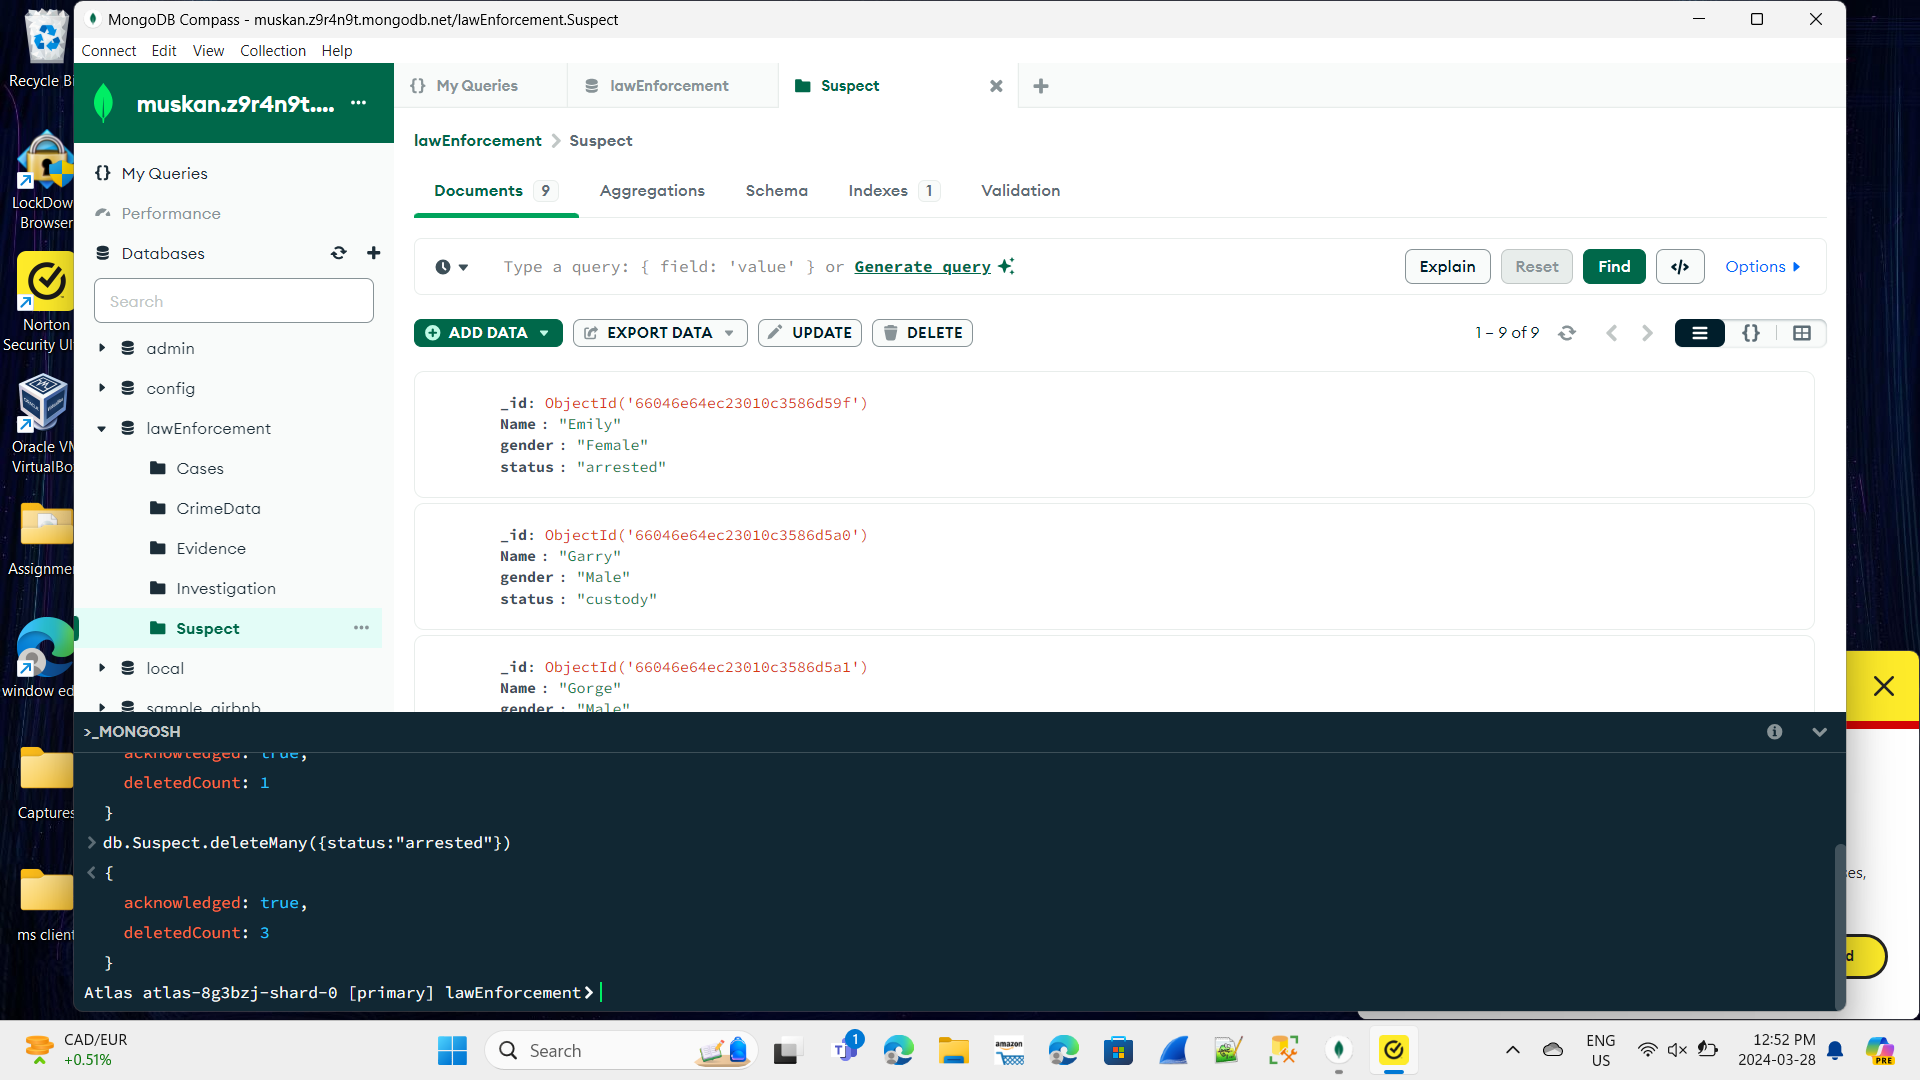 MongoDB Compass - muskan.z9r4n9t.mongodb.net/lawEnforcement.Suspect
Connect Edit View Collection Help
Recycle Bi
LockDow
Browser
Norton
Security Ul
Oracle VM
VirtualBo
Assignme
window ed
Captures
ms client
muskan.z9r4n9t....
{} My Queries
Performance
Databases
Search
admin
config
lawEnforcement
Cases
CrimeData
Evidence
Investigation
Suspect
local
sample_airbnb
{} My Queries
lawEnforcement
Suspect
lawEnforcement > Suspect
Documents 9 Aggregations Schema Indexes 1 Validation
Type a query: { field: 'value' } or Generate query
Explain Reset Find </> Options
ADD DATA EXPORT DATA UPDATE DELETE
1 – 9 of 9
{}
_id: ObjectId('66046e64ec23010c3586d59f')
Name : "Emily"
gender : "Female"
status : "arrested"
_id: ObjectId('66046e64ec23010c3586d5a0')
Name : "Garry"
gender : "Male"
status : "custody"
_id: ObjectId('66046e64ec23010c3586d5a1')
Name : "Gorge"
gender : "Male"
>_MONGOSH
acknowledged: true,
deletedCount: 1
}
> db.Suspect.deleteMany({status:"arrested"})
< {
acknowledged: true,
deletedCount: 3
}
Atlas atlas-8g3bzj-shard-0 [primary] lawEnforcement>
es,
d
CAD/EUR
+0.51%
Search
1
amazon
ENG
US
12:52 PM
2024-03-28
PRE